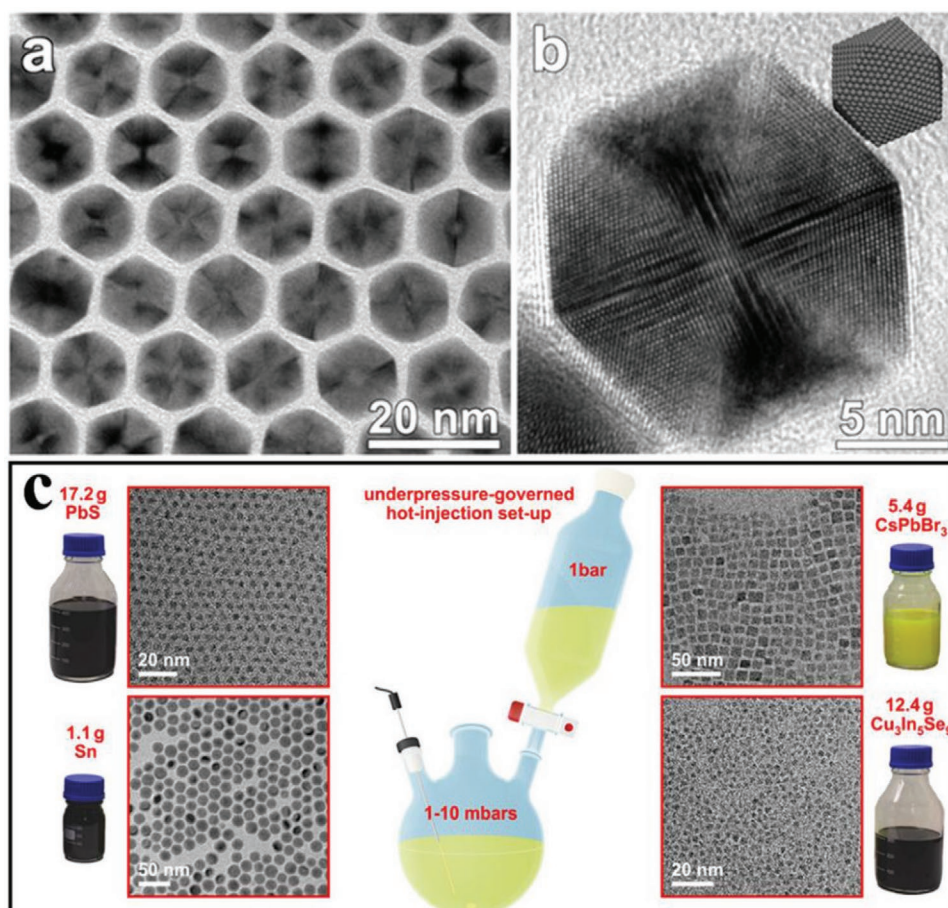 a
20 nm
b
5 nm
c
17.2 g
PbS
20 nm
1.1 g
Sn
50 nm
underpressure-governed
hot-injection set-up
1bar
1-10 mbars
50 nm
5.4 g
CsPbBr3
20 nm
12.4 g